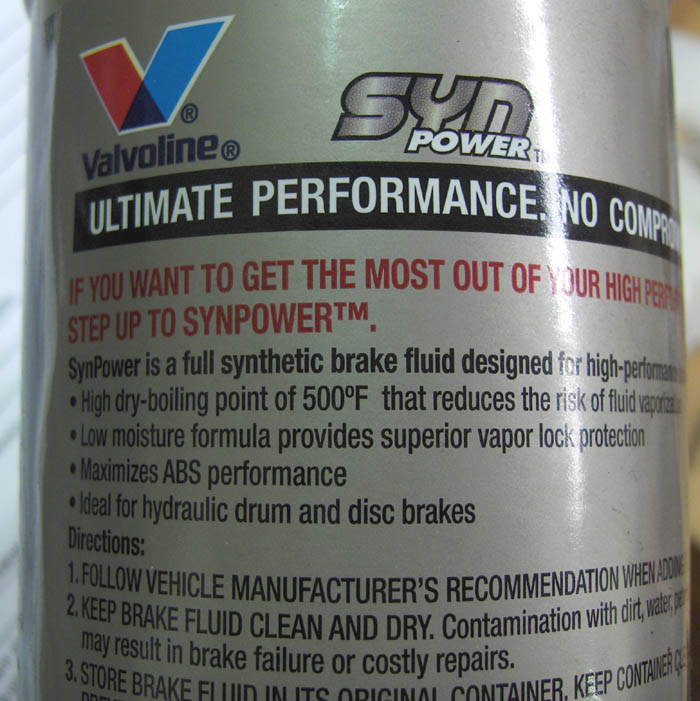 Valvoline®
®
SYN
POWER™
ULTIMATE PERFORMANCE. NO
IF YOU WANT TO GET THE MOST OUT OF YOUR HIGH
STEP UP TO SYNPOWER™.
SynPower is a full synthetic brake fluid designed for high-performance
• High dry-boiling point of 500ºF that reduces the risk of fluid
• Low moisture formula provides superior vapor lock protection
• Maximizes ABS performance
• Ideal for hydraulic drum and disc brakes
Directions:
1. FOLLOW VEHICLE MANUFACTURER'S RECOMMENDATION WHEN ADDING
2. KEEP BRAKE FLUID CLEAN AND DRY. Contamination with dirt, water,
may result in brake failure or costly repairs.
3. STORE BRAKE FLUID IN ITS ORIGINAL CONTAINER. KEEP CONTAINER